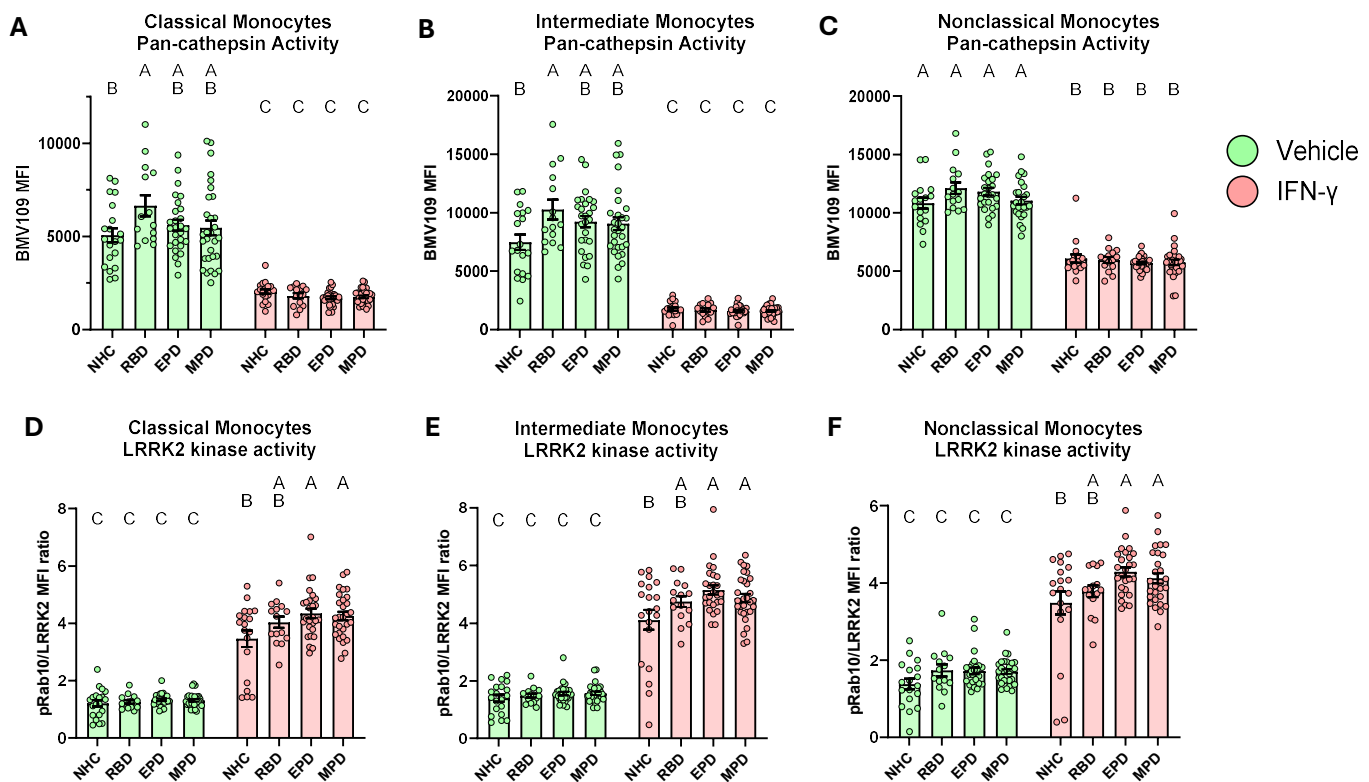 A
Classical Monocytes
Pan-cathepsin Activity
A A A
B B B
C C C C
BMV109 MFI
10000
5000
0
NHC RBD EPD MPD NHC RBD EPD MPD
B
Intermediate Monocytes
Pan-cathepsin Activity
A A A
B B B
C C C C
BMV109 MFI
20000
15000
10000
5000
0
NHC RBD EPD MPD NHC RBD EPD MPD
C
Nonclassical Monocytes
Pan-cathepsin Activity
A A A A
B B B B
BMV109 MFI
20000
15000
10000
5000
0
NHC RBD EPD MPD NHC RBD EPD MPD
Vehicle
IFN-γ
D
Classical Monocytes
LRRK2 kinase activity
A A A
B B
C C C C
pRab10/LRRK2 MFI ratio
8
6
4
2
0
NHC RBD EPD MPD NHC RBD EPD MPD
E
Intermediate Monocytes
LRRK2 kinase activity
A A A
B B
C C C C
pRab10/LRRK2 MFI ratio
8
6
4
2
0
NHC RBD EPD MPD NHC RBD EPD MPD
F
Nonclassical Monocytes
LRRK2 kinase activity
A A A
B B
C C C C
pRab10/LRRK2 MFI ratio
6
4
2
0
NHC RBD EPD MPD NHC RBD EPD MPD